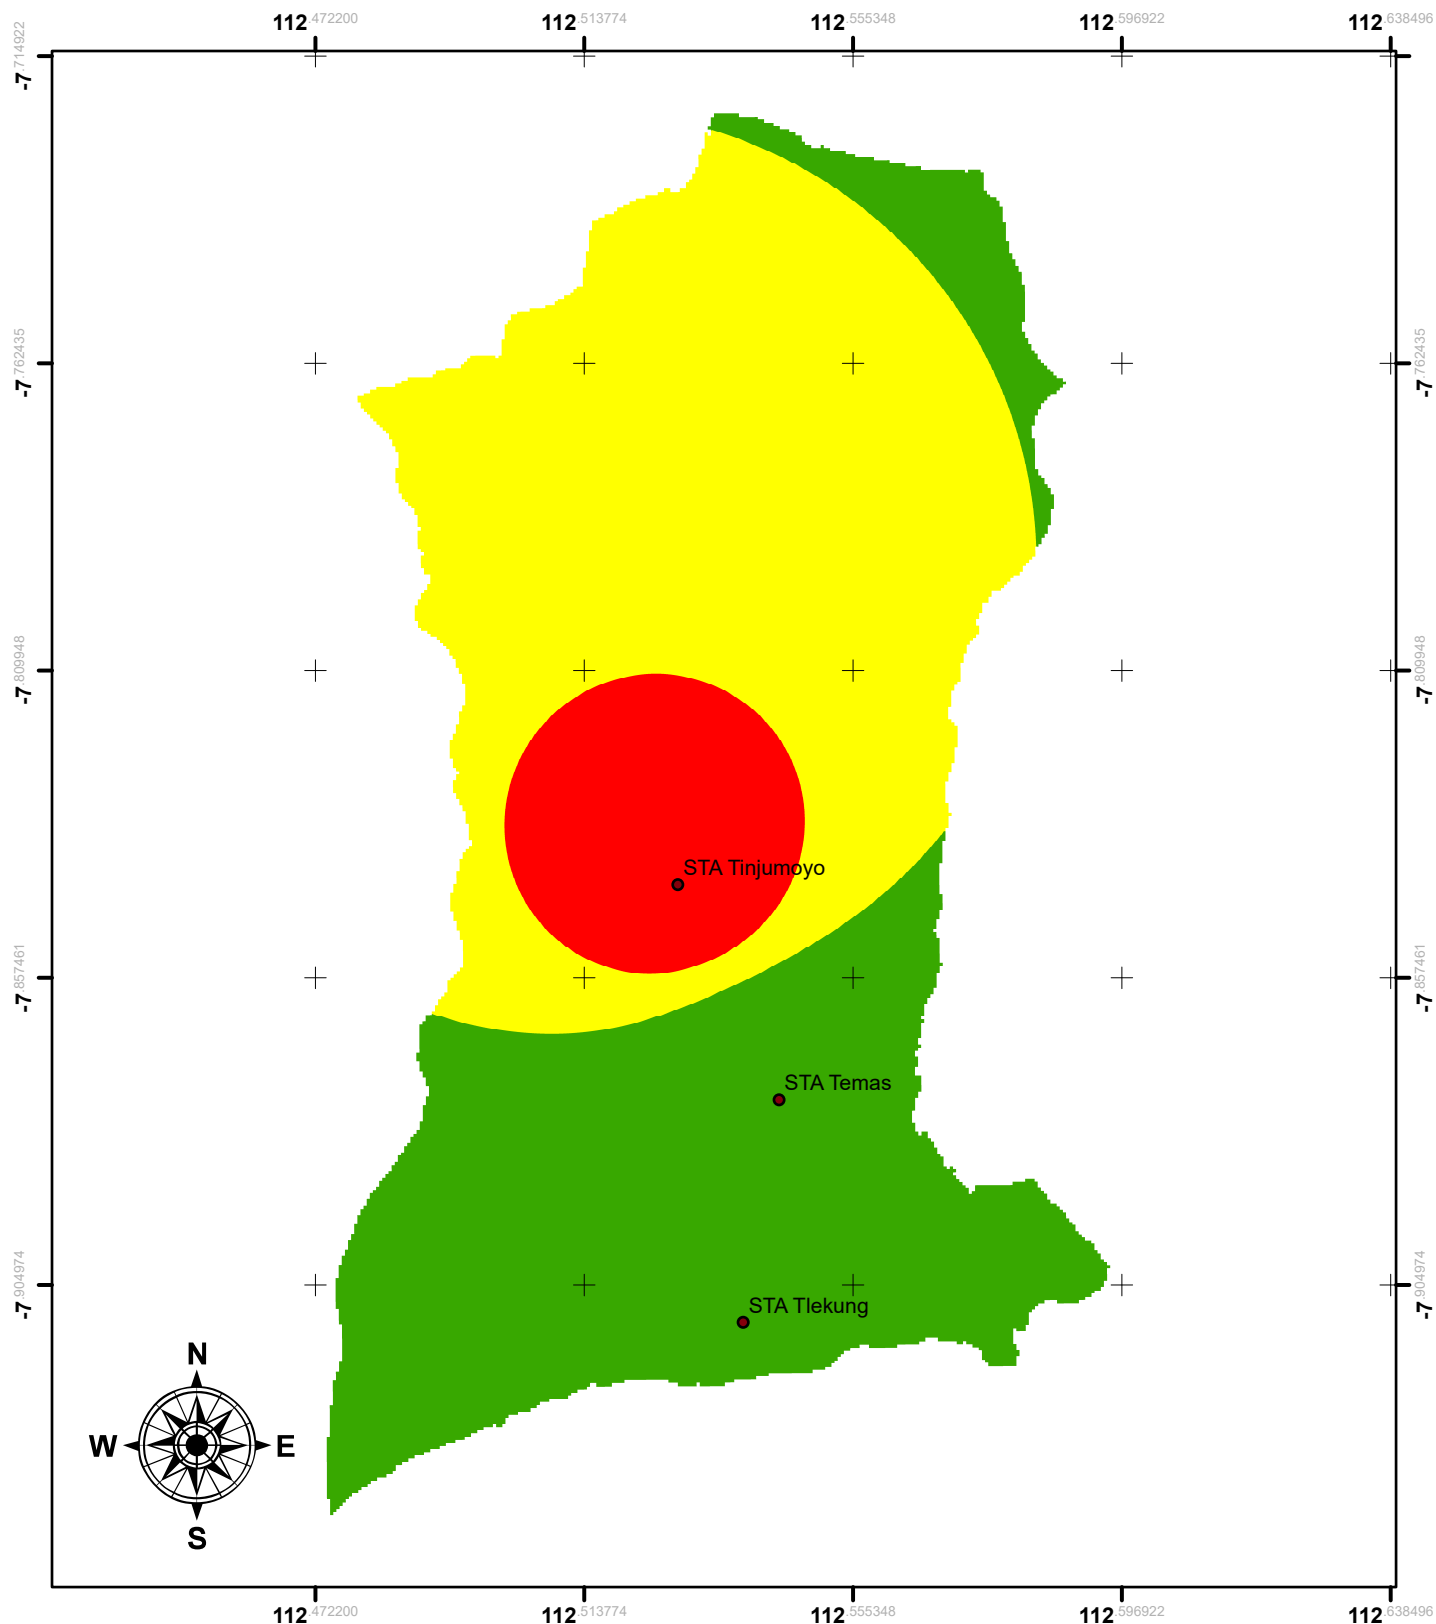 112.472200 112.513774 112.555348 112.596922 112.638496
-7.714922
-7.762435 -7.762435
-7.809948 -7.809948
STA Tinjumoyo
-7.857461 -7.857461
STA Temas
-7.904974 -7.904974
STA Tlekung
N
W E
S
112.472200 112.513774 112.555348 112.596922 112.638496